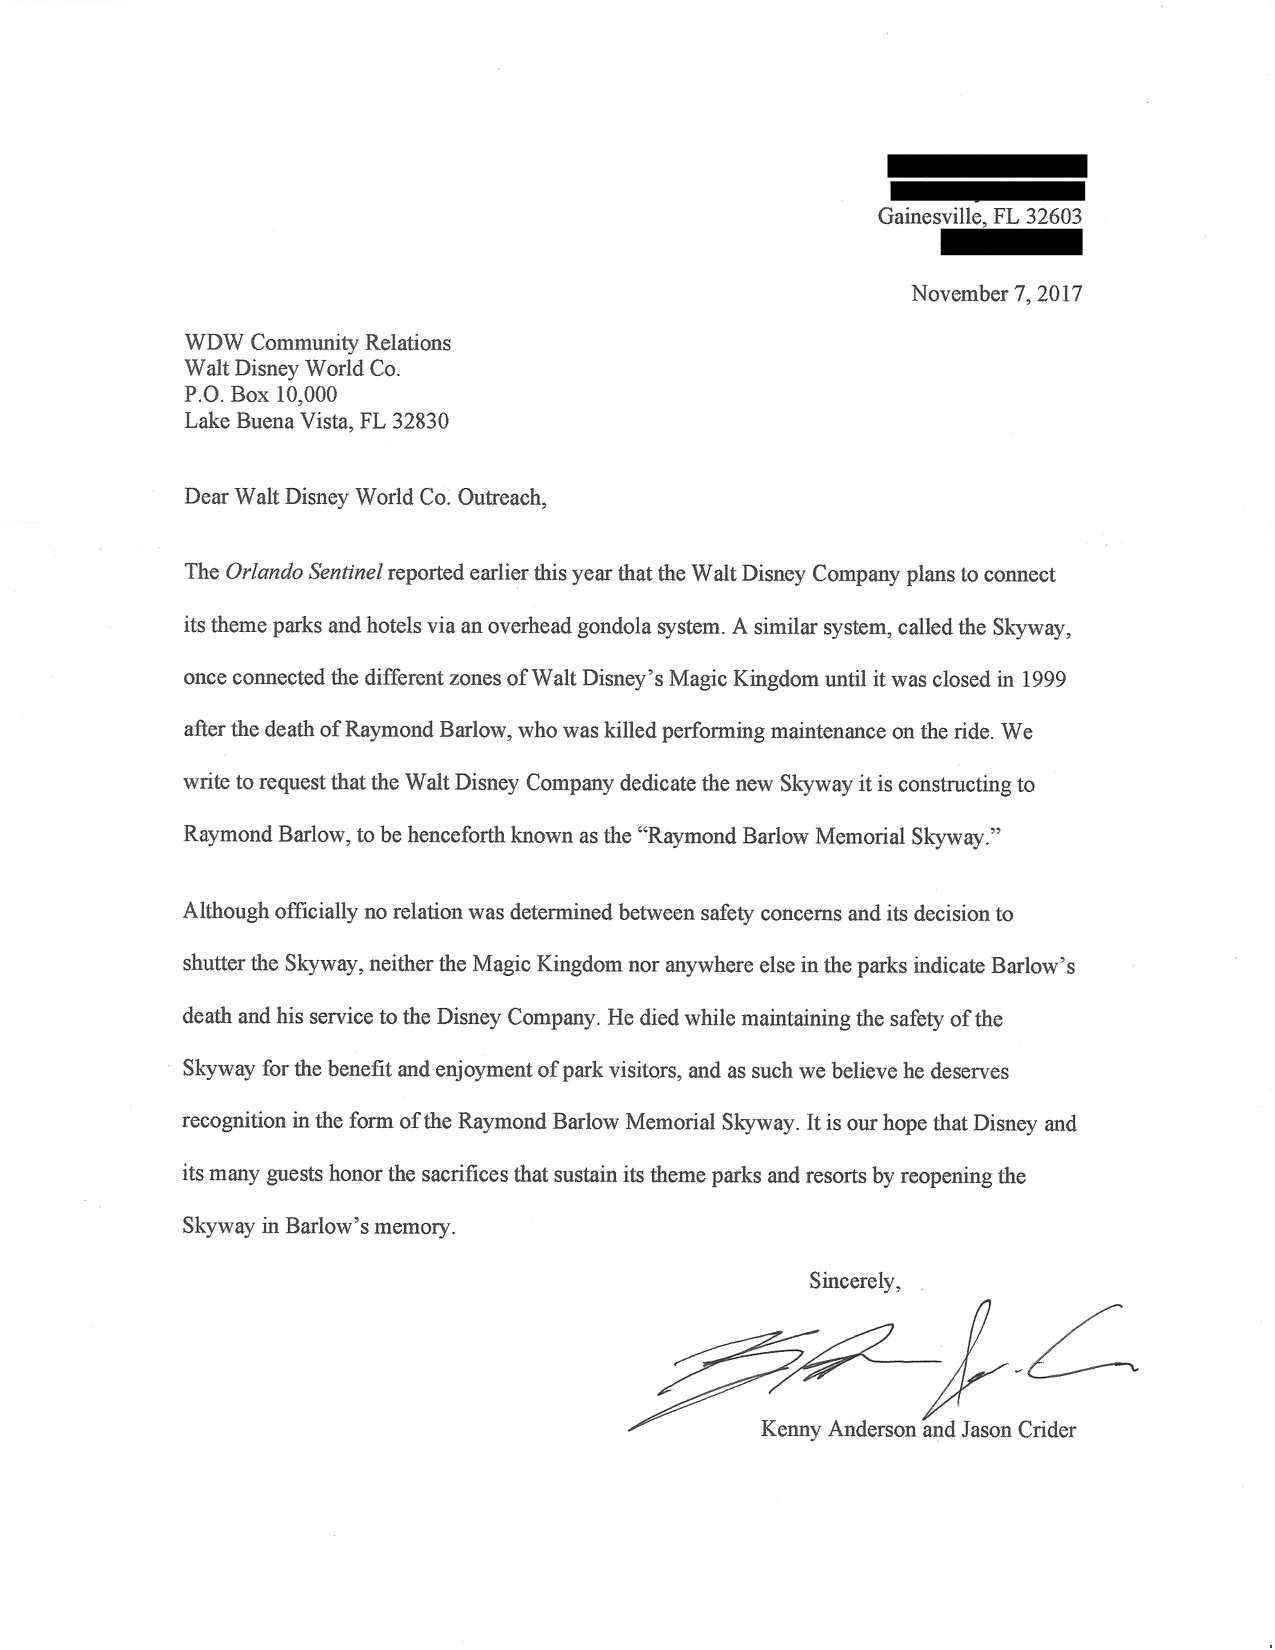 Gainesville, FL 32603
November 7, 2017
WDW Community Relations
Walt Disney World Co.
P.O. Box 10,000
Lake Buena Vista, FL 32830
Dear Walt Disney World Co. Outreach,
The Orlando Sentinel reported earlier this year that the Walt Disney Company plans to connect
its theme parks and hotels via an overhead gondola system. A similar system, called the Skyway,
once connected the different zones of Walt Disney’s Magic Kingdom until it was closed in 1999
after the death of Raymond Barlow, who was killed performing maintenance on the ride. We
write to request that the Walt Disney Company dedicate the new Skyway it is constructing to
Raymond Barlow, to be henceforth known as the “Raymond Barlow Memorial Skyway.”
Although officially no relation was determined between safety concerns and its decision to
shutter the Skyway, neither the Magic Kingdom nor anywhere else in the parks indicate Barlow’s
death and his service to the Disney Company. He died while maintaining the safety of the
Skyway for the benefit and enjoyment of park visitors, and as such we believe he deserves
recognition in the form of the Raymond Barlow Memorial Skyway. It is our hope that Disney and
its many guests honor the sacrifices that sustain its theme parks and resorts by reopening the
Skyway in Barlow’s memory.
Sincerely,
Kenny Anderson and Jason Crider